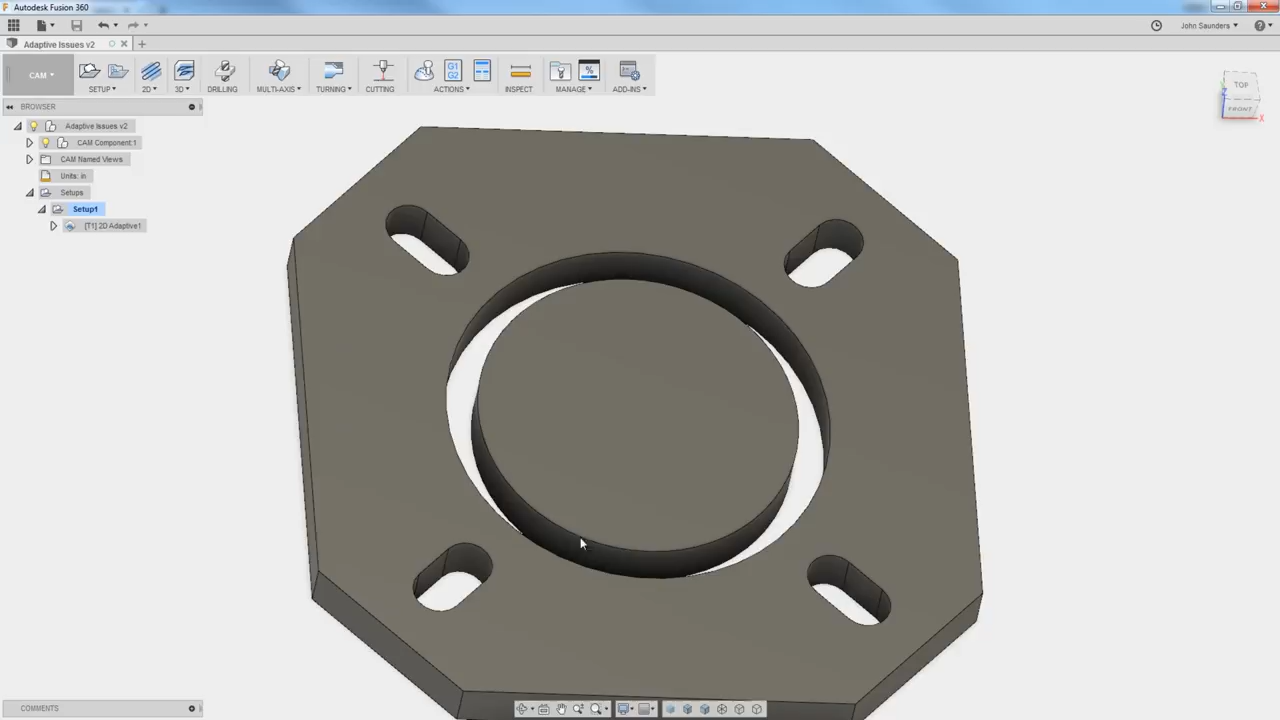 Autodesk Fusion 360
John Saunders
Adaptive Issues v2
CAM
SETUP
2D
3D
DRILLING
MULTI-AXIS
TURNING
CUTTING
G1
G2
ACTIONS
INSPECT
%
MANAGE
ADD-INS
TOP
FRONT
Z
X
BROWSER
Adaptive Issues v2
CAM Component:1
CAM Named Views
Units: in
Setups
Setup1
[T1] 2D Adaptive1
COMMENTS